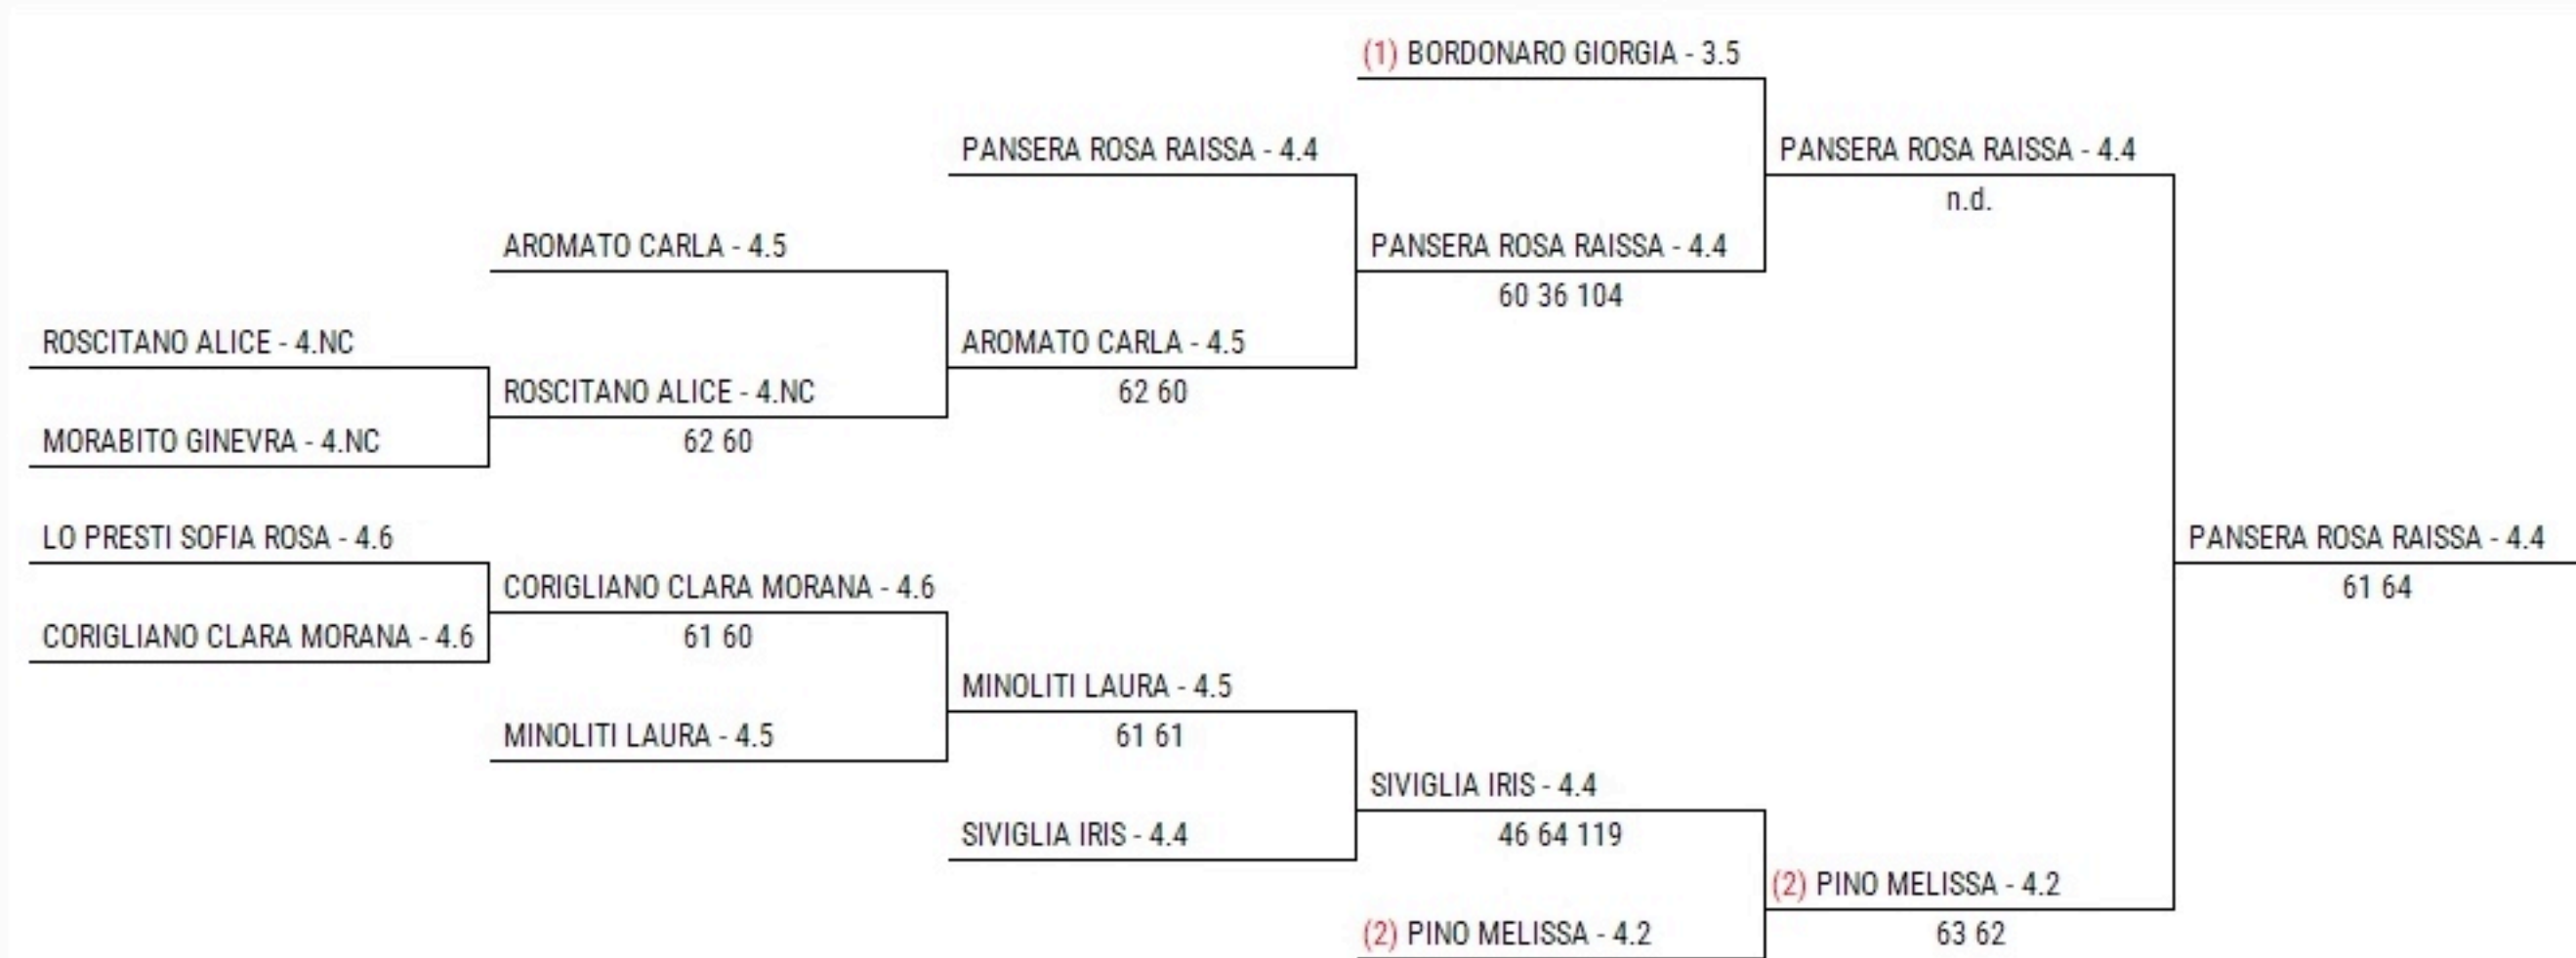 (1) BORDONARO GIORGIA - 3.5
PANSERA ROSA RAISSA - 4.4
PANSERA ROSA RAISSA - 4.4
n.d.
AROMATO CARLA - 4.5
PANSERA ROSA RAISSA - 4.4
60 36 104
ROSCITANO ALICE - 4.NC
AROMATO CARLA - 4.5
62 60
ROSCITANO ALICE - 4.NC
62 60
MORABITO GINEVRA - 4.NC
LO PRESTI SOFIA ROSA - 4.6
PANSERA ROSA RAISSA - 4.4
61 64
CORIGLIANO CLARA MORANA - 4.6
61 60
CORIGLIANO CLARA MORANA - 4.6
MINOLITI LAURA - 4.5
61 61
MINOLITI LAURA - 4.5
SIVIGLIA IRIS - 4.4
46 64 119
SIVIGLIA IRIS - 4.4
(2) PINO MELISSA - 4.2
63 62
(2) PINO MELISSA - 4.2